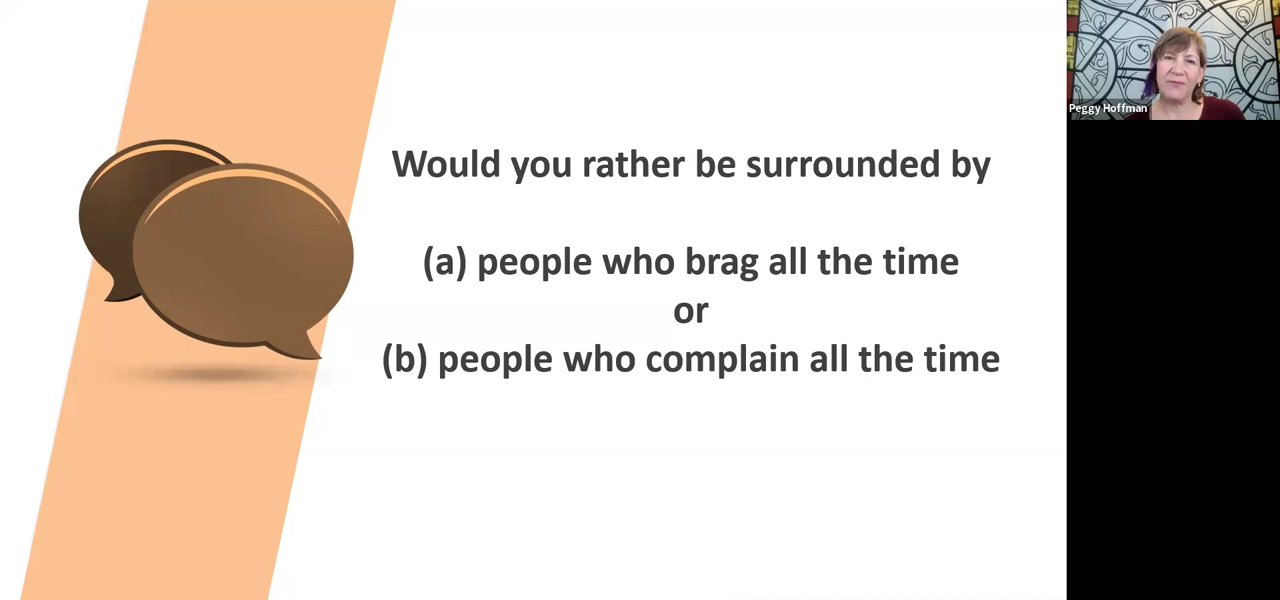 Would you rather be surrounded by
(a) people who brag all the time
or
(b) people who complain all the time
Peggy Hoffman